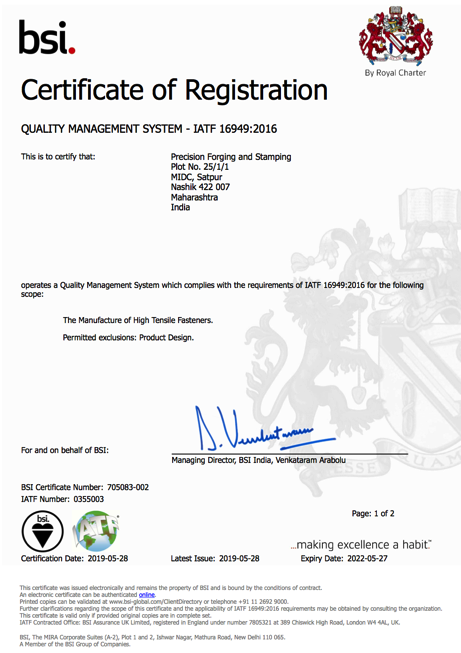 bsi.
By Royal Charter
Certificate of Registration
QUALITY MANAGEMENT SYSTEM - IATF 16949:2016
This is to certify that:
Precision Forging and Stamping
Plot No. 25/1/1
MIDC, Satpur
Nashik 422 007
Maharashtra
India
operates a Quality Management System which complies with the requirements of IATF 16949:2016 for the following
scope:
The Manufacture of High Tensile Fasteners.
Permitted exclusions: Product Design.
For and on behalf of BSI:
Managing Director, BSI India, Venkataram Arabolu
BSI Certificate Number: 705083-002
IATF Number: 0355003
Page: 1 of 2
bsi.
IATF
...making excellence a habit.™
Certification Date: 2019-05-28
Latest Issue: 2019-05-28
Expiry Date: 2022-05-27
This certificate was issued electronically and remains the property of BSI and is bound by the conditions of contract.
An electronic certificate can be authenticated online.
Printed copies can be validated at www.bsi-global.com/ClientDirectory or telephone +91 11 2692 9000.
Further clarifications regarding the scope of this certificate and the applicability of IATF 16949:2016 requirements may be obtained by consulting the organization.
This certificate is valid only if provided original copies are in complete set.
IATF Contracted Office: BSI Assurance UK Limited, registered in England under number 7805321 at 389 Chiswick High Road, London W4 4AL, UK.
BSI, The MIRA Corporate Suites (A-2), Plot 1 and 2, Ishwar Nagar, Mathura Road, New Delhi 110 065.
A Member of the BSI Group of Companies.